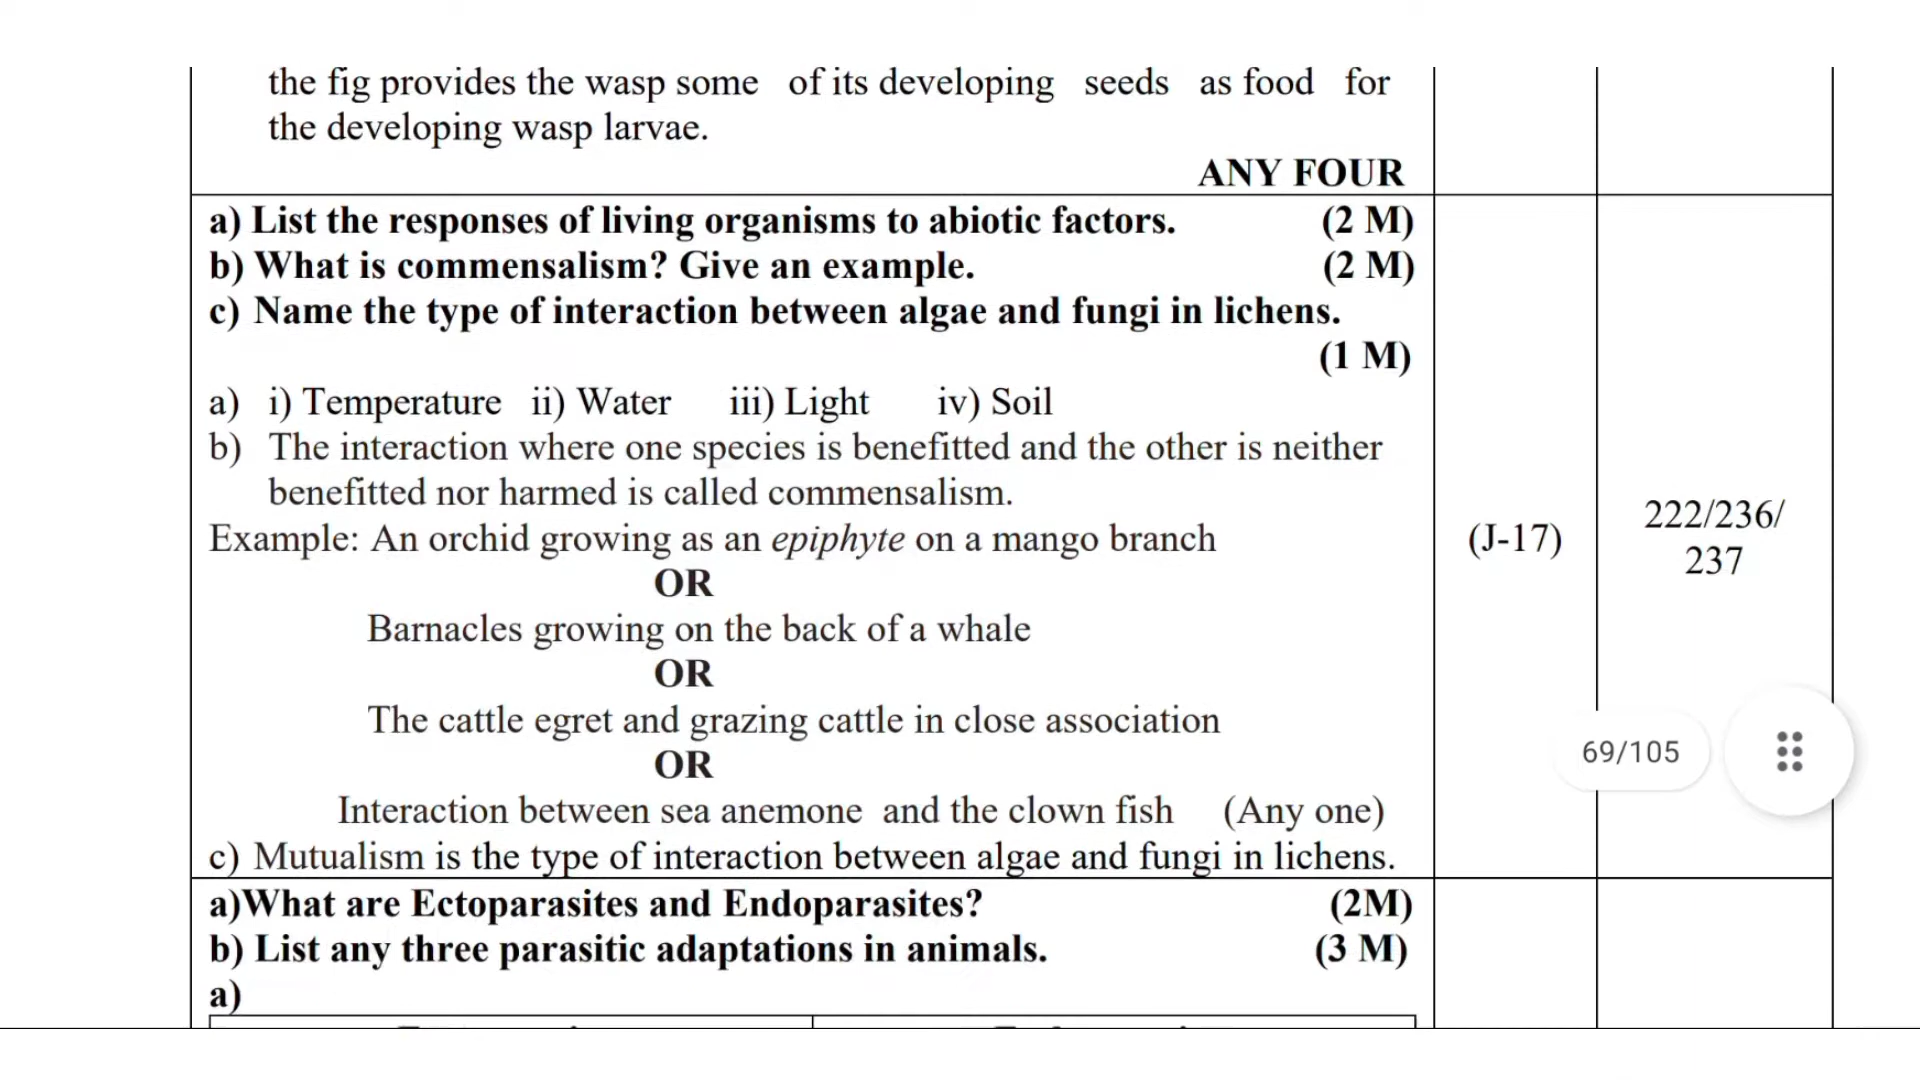 the fig provides the wasp some of its developing seeds as food for
the developing wasp larvae.
ANY FOUR
a) List the responses of living organisms to abiotic factors. (2 M)
b) What is commensalism? Give an example. (2 M)
c) Name the type of interaction between algae and fungi in lichens.
(1 M)
a) i) Temperature ii) Water iii) Light iv) Soil
b) The interaction where one species is benefitted and the other is neither
benefitted nor harmed is called commensalism.
Example: An orchid growing as an epiphyte on a mango branch
OR
Barnacles growing on the back of a whale
OR
The cattle egret and grazing cattle in close association
OR
Interaction between sea anemone and the clown fish (Any one)
c) Mutualism is the type of interaction between algae and fungi in lichens.
(J-17)
222/236/
237
69/105
a)What are Ectoparasites and Endoparasites? (2M)
b) List any three parasitic adaptations in animals. (3 M)
a)